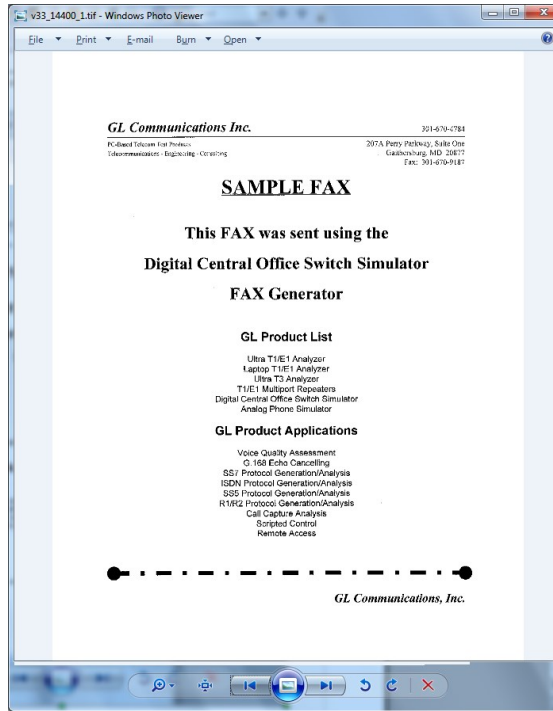 v33_14400_1.tif - Windows Photo Viewer
File Print E-mail Burn Open
GL Communications Inc.
301-670-4784
PC-Based Telecom Test Products
207A Perry Parkway, Suite One
Telecommunications - Engineering - Consulting
Gaithersburg, MD 20877
Fax: 301-670-9187
SAMPLE FAX
This FAX was sent using the
Digital Central Office Switch Simulator
FAX Generator
GL Product List
Ultra T1/E1 Analyzer
Laptop T1/E1 Analyzer
Ultra T3 Analyzer
T1/E1 Multiport Repeaters
Digital Central Office Switch Simulator
Analog Phone Simulator
GL Product Applications
Voice Quality Assessment
G.168 Echo Cancelling
SS7 Protocol Generation/Analysis
ISDN Protocol Generation/Analysis
SS5 Protocol Generation/Analysis
R1/R2 Protocol Generation/Analysis
Call Capture Analysis
Scripted Control
Remote Access
GL Communications, Inc.